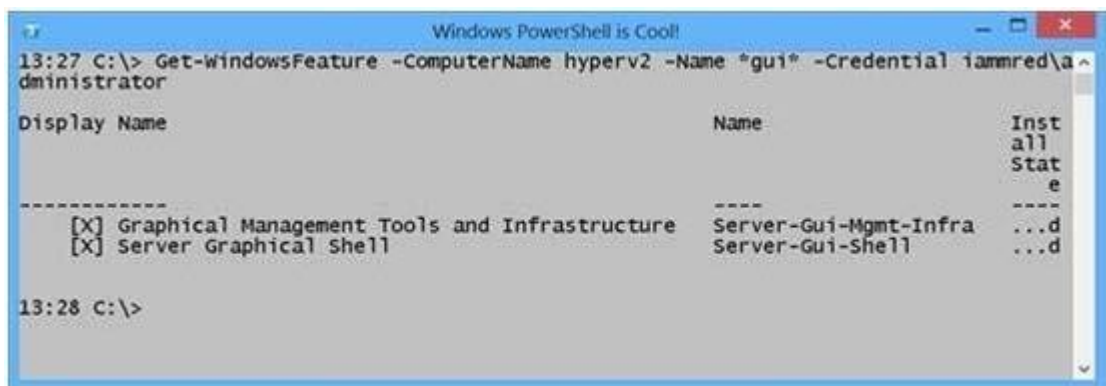 Windows PowerShell is Cool!
13:27 C:\> Get-WindowsFeature -ComputerName hyperv2 -Name *gui* -Credential iammred\a
dministrator
Display Name Name Inst
all
Stat
e
------------ ---- ----
[X] Graphical Management Tools and Infrastructure Server-Gui-Mgmt-Infra ...d
[X] Server Graphical Shell Server-Gui-Shell ...d
13:28 C:\>